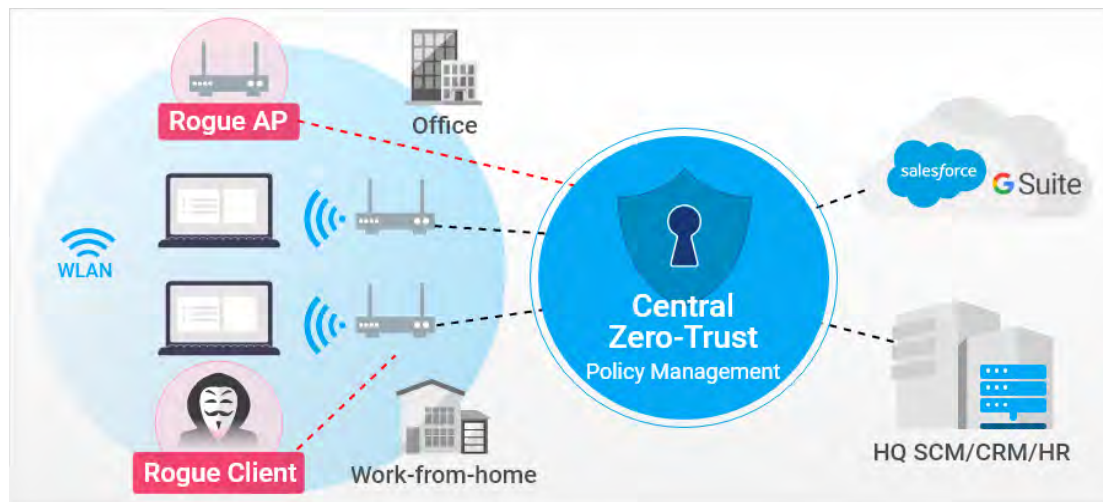 Rogue AP
Office
WLAN
Rogue Client
Work-from-home
Central
Zero-Trust
Policy Management
salesforce
G Suite
HQ SCM/CRM/HR